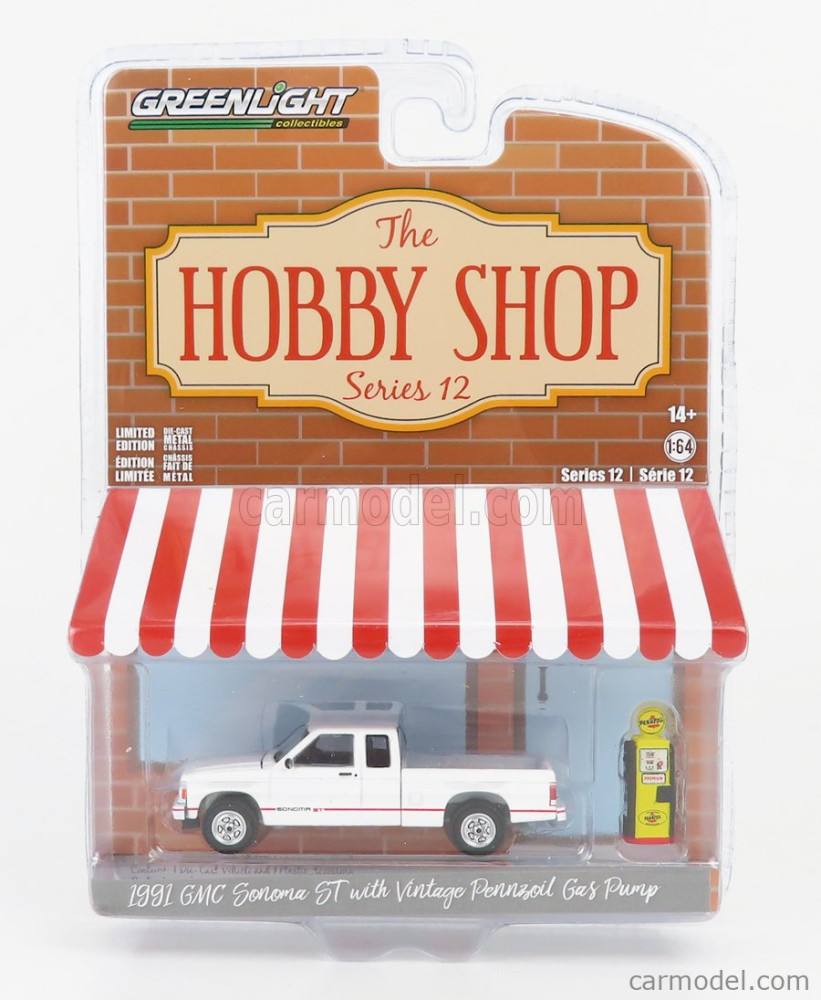 GREENLiGHT
collectibles
The
HOBBY SHOP
Series 12
14+
LIMITED EDITION
DIE-CAST METAL CHASSIS
1:64
ÉDITION LIMITÉE
CHÂSSIS FAIT DE METAL
Series 12 | Série 12
carmodel.com
PENNZOIL
PREMIUM
SONOMA ST
1991 GMC Sonoma ST with Vintage Pennzoil Gas Pump
carmodel.com